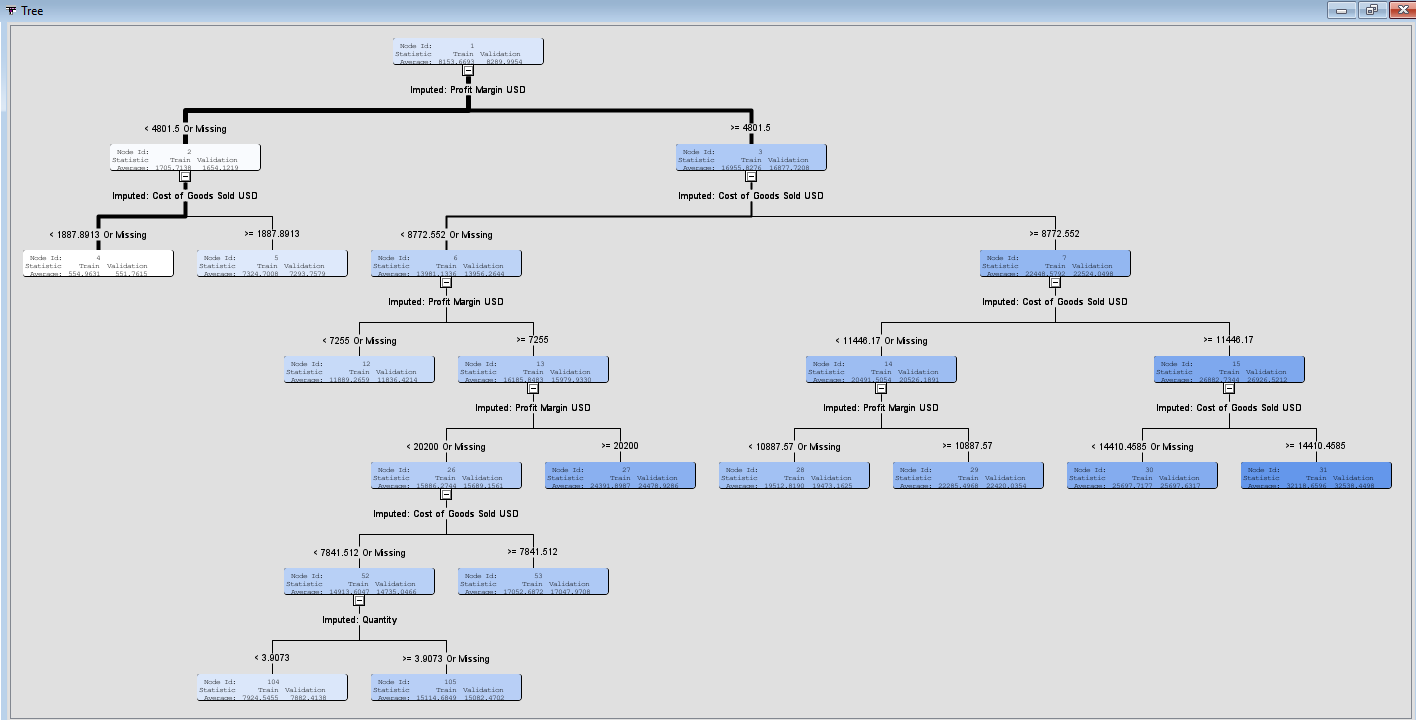 Tree
Node Id: 1
Statistic Train Validation
Average: 8153.6693 8289.9954
Imputed: Profit Margin USD
< 4801.5 Or Missing
>= 4801.5
Node Id: 2
Statistic Train Validation
Average: 1705.7138 1654.1219
Node Id: 3
Statistic Train Validation
Average: 16955.8276 16877.7208
Imputed: Cost of Goods Sold USD
Imputed: Cost of Goods Sold USD
< 1887.8913 Or Missing
>= 1887.8913
< 8772.552 Or Missing
>= 8772.552
Node Id: 4
Statistic Train Validation
Average: 554.9631 551.7615
Node Id: 5
Statistic Train Validation
Average: 7324.7008 7293.7579
Node Id: 6
Statistic Train Validation
Average: 13981.1336 13956.2644
Node Id: 7
Statistic Train Validation
Average: 22448.5792 22524.0498
Imputed: Profit Margin USD
Imputed: Cost of Goods Sold USD
< 7255 Or Missing
>= 7255
< 11446.17 Or Missing
>= 11446.17
Node Id: 12
Statistic Train Validation
Average: 11889.2659 11836.4214
Node Id: 13
Statistic Train Validation
Average: 16185.8483 15979.9330
Node Id: 14
Statistic Train Validation
Average: 20491.5054 20526.1891
Node Id: 15
Statistic Train Validation
Average: 26882.7344 26926.5212
Imputed: Profit Margin USD
Imputed: Profit Margin USD
Imputed: Cost of Goods Sold USD
< 20200 Or Missing
>= 20200
< 10887.57 Or Missing
>= 10887.57
< 14410.4585 Or Missing
>= 14410.4585
Node Id: 26
Statistic Train Validation
Average: 15886.2744 15689.1561
Node Id: 27
Statistic Train Validation
Average: 24391.8987 24478.9286
Node Id: 28
Statistic Train Validation
Average: 19512.8190 19473.1625
Node Id: 29
Statistic Train Validation
Average: 22285.4968 22420.0354
Node Id: 30
Statistic Train Validation
Average: 25697.7177 25697.6317
Node Id: 31
Statistic Train Validation
Average: 32118.6596 32538.4498
Imputed: Cost of Goods Sold USD
< 7841.512 Or Missing
>= 7841.512
Node Id: 52
Statistic Train Validation
Average: 14913.6047 14735.0466
Node Id: 53
Statistic Train Validation
Average: 17052.6872 17047.9708
Imputed: Quantity
< 3.9073
>= 3.9073 Or Missing
Node Id: 104
Statistic Train Validation
Average: 7924.5455 7882.4138
Node Id: 105
Statistic Train Validation
Average: 15114.6849 15082.4702